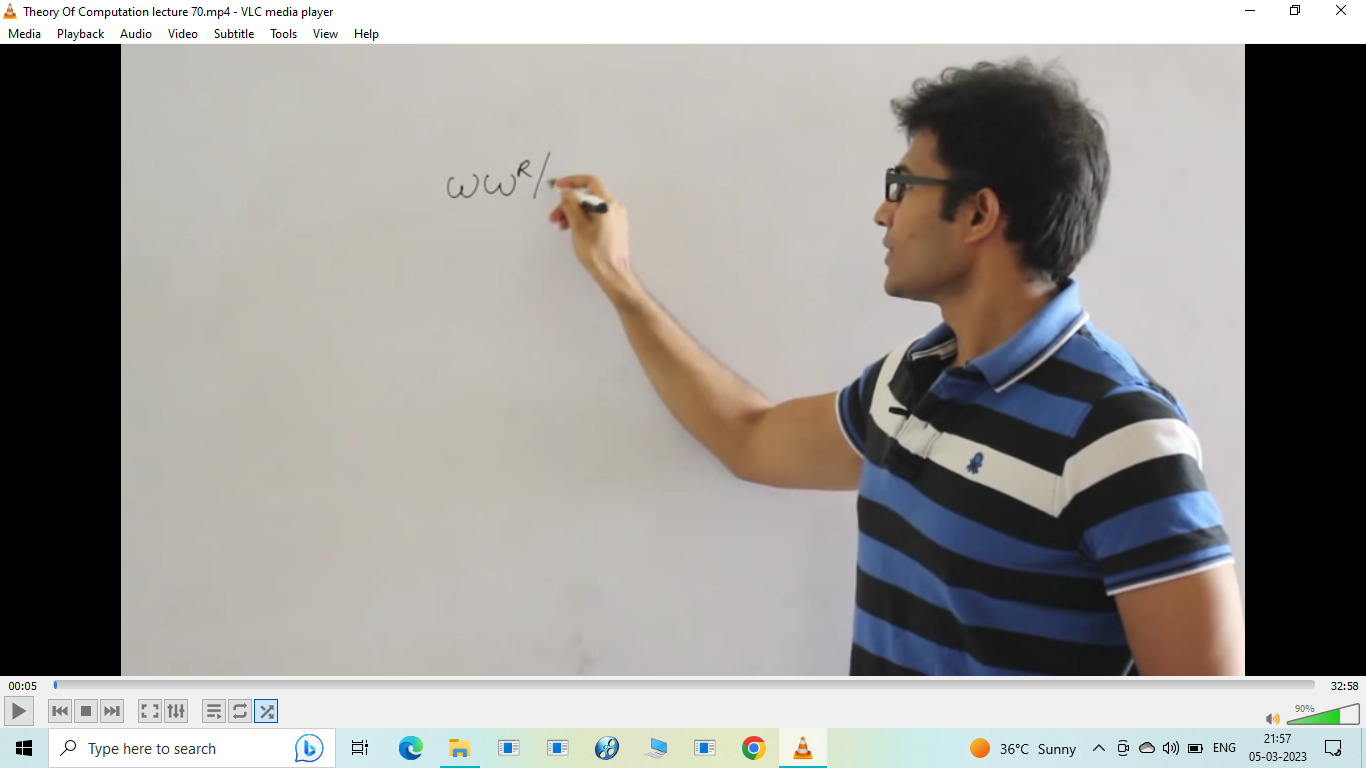 Theory Of Computation lecture 70.mp4 - VLC media player
Media Playback Audio Video Subtitle Tools View Help
ωω^R/
00:05
32:58
90%
Type here to search
36°C Sunny
ENG
21:57
05-03-2023